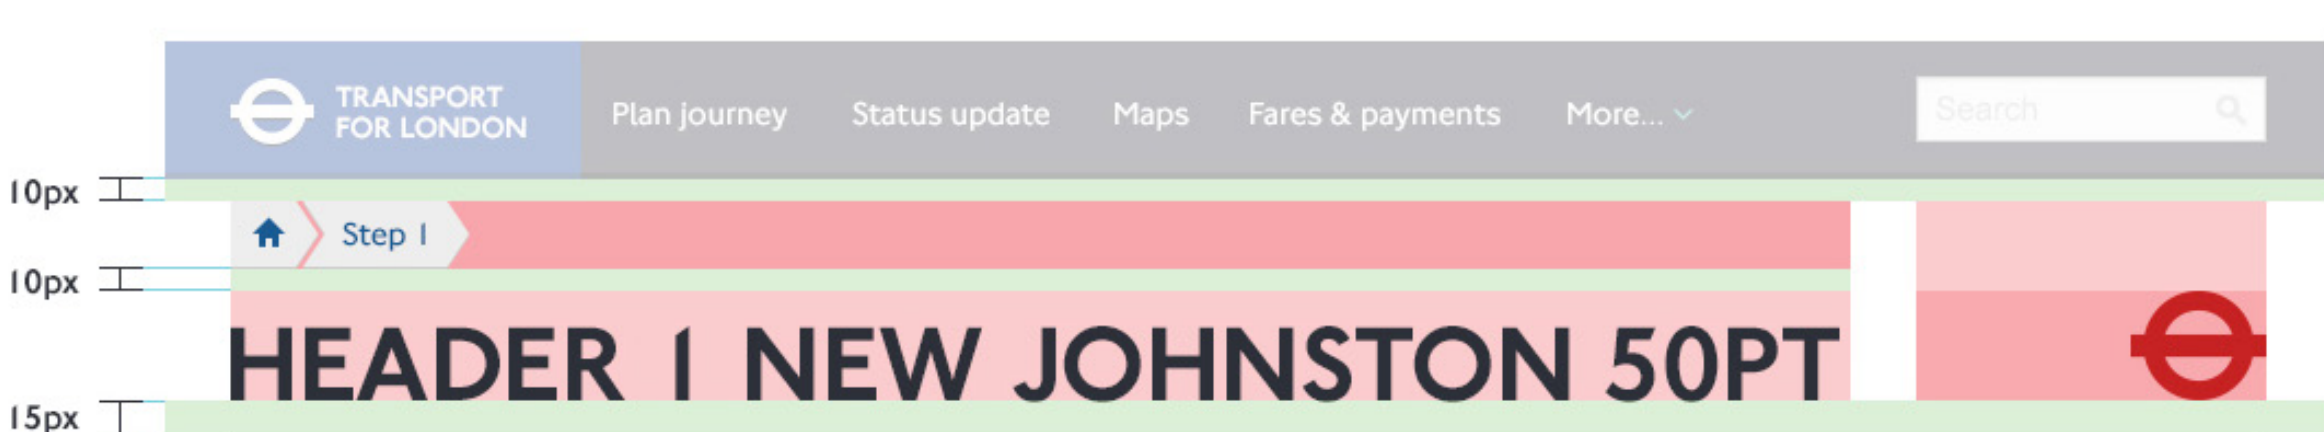 TRANSPORT
FOR LONDON
Plan journey Status update Maps Fares & payments More... Search
10px
Step 1
10px
HEADER 1 NEW JOHNSTON 50PT
15px